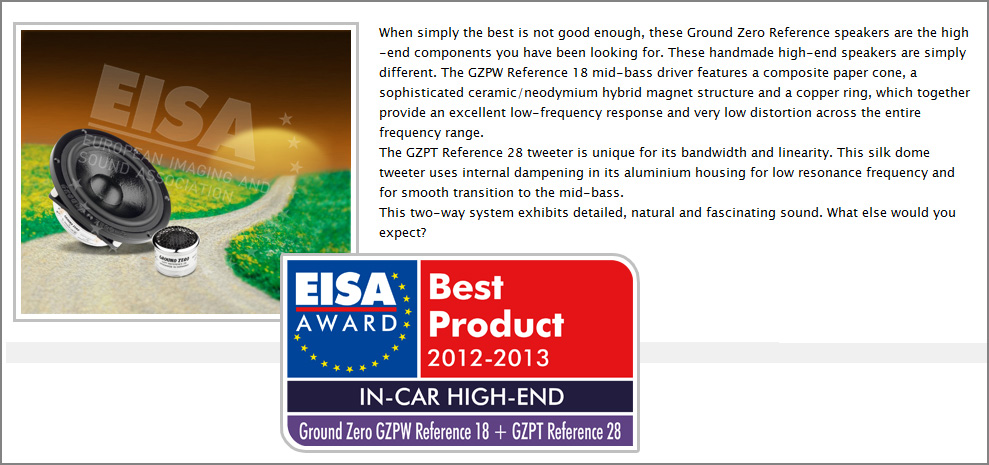 When simply the best is not good enough, these Ground Zero Reference speakers are the high
-end components you have been looking for. These handmade high-end speakers are simply
different. The GZPW Reference 18 mid-bass driver features a composite paper cone, a
sophisticated ceramic/neodymium hybrid magnet structure and a copper ring, which together
provide an excellent low-frequency response and very low distortion across the entire
frequency range.
The GZPT Reference 28 tweeter is unique for its bandwidth and linearity. This silk dome
tweeter uses internal dampening in its aluminium housing for low resonance frequency and
for smooth transition to the mid-bass.
This two-way system exhibits detailed, natural and fascinating sound. What else would you
expect?
EISA
EUROPEAN IMAGING AND
SOUND ASSOCIATION
GROUND ZERO
EISA
AWARD
Best
Product
2012-2013
IN-CAR HIGH-END
Ground Zero GZPW Reference 18 + GZPT Reference 28